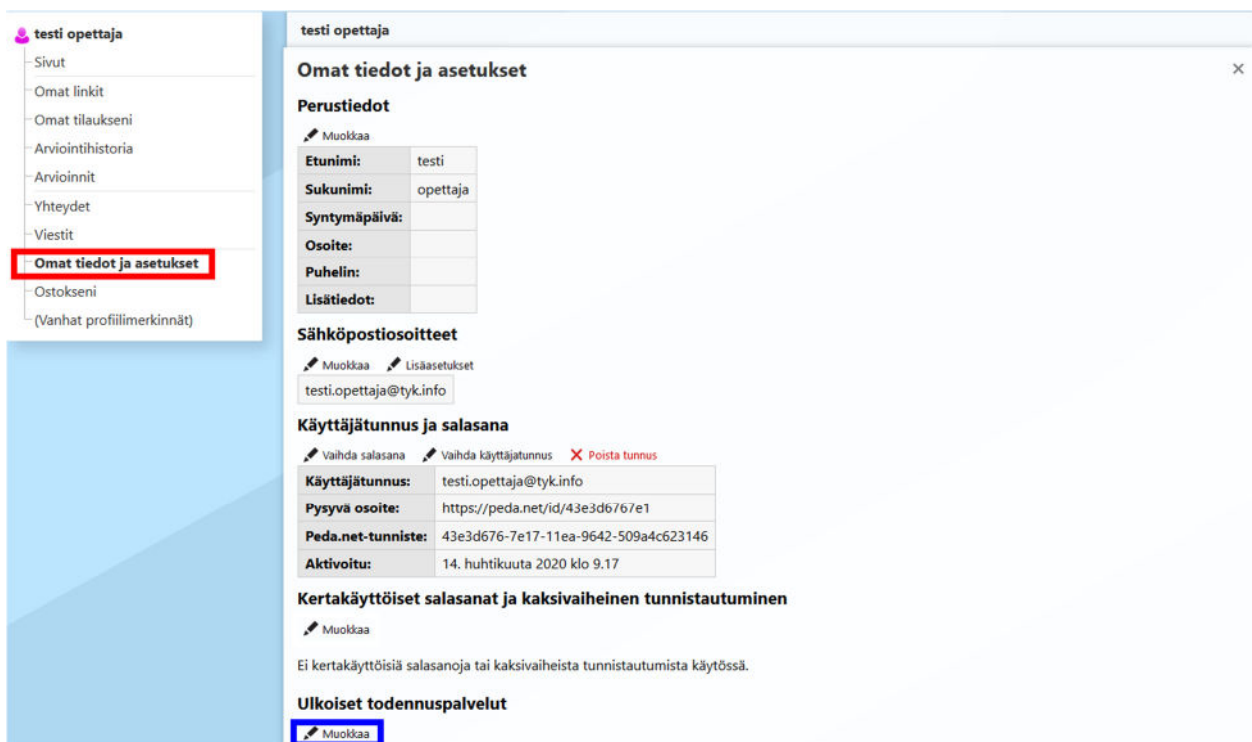 testi opettaja
Sivut
Omat linkit
Omat tilaukseni
Arviointihistoria
Arvioinnit
Yhteydet
Viestit
Omat tiedot ja asetukset
Ostokseni
(Vanhat profiilimerkinnät)
testi opettaja
Omat tiedot ja asetukset
Perustiedot
Muokkaa
Etunimi: testi
Sukunimi: opettaja
Syntymäpäivä:
Osoite:
Puhelin:
Lisätiedot:
Sähköpostiosoitteet
Muokkaa Lisäasetukset
testi.opettaja@tyk.info
Käyttäjätunnus ja salasana
Vaihda salasana Vaihda käyttäjatunnus Poista tunnus
Käyttäjätunnus: testi.opettaja@tyk.info
Pysyvä osoite: https://peda.net/id/43e3d6767e1
Peda.net-tunniste: 43e3d676-7e17-11ea-9642-509a4c623146
Aktivoitu: 14. huhtikuuta 2020 klo 9.17
Kertakäyttöiset salasanat ja kaksivaiheinen tunnistautuminen
Muokkaa
Ei kertakäyttöisiä salasanoja tai kaksivaiheista tunnistautumista käytössä.
Ulkoiset todennuspalvelut
Muokkaa